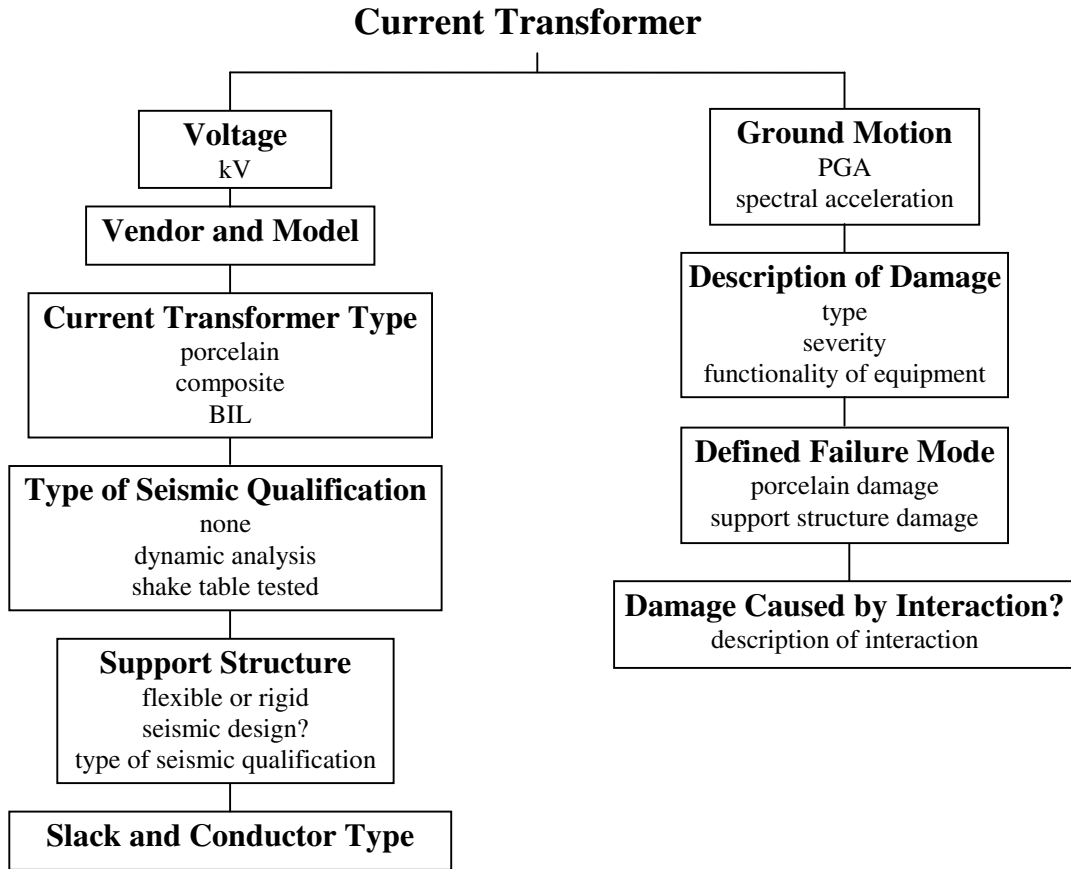 Current Transformer
Voltage
kV
Vendor and Model
Current Transformer Type
porcelain
composite
BIL
Type of Seismic Qualification
none
dynamic analysis
shake table tested
Support Structure
flexible or rigid
seismic design?
type of seismic qualification
Slack and Conductor Type
Ground Motion
PGA
spectral acceleration
Description of Damage
type
severity
functionality of equipment
Defined Failure Mode
porcelain damage
support structure damage
Damage Caused by Interaction?
description of interaction